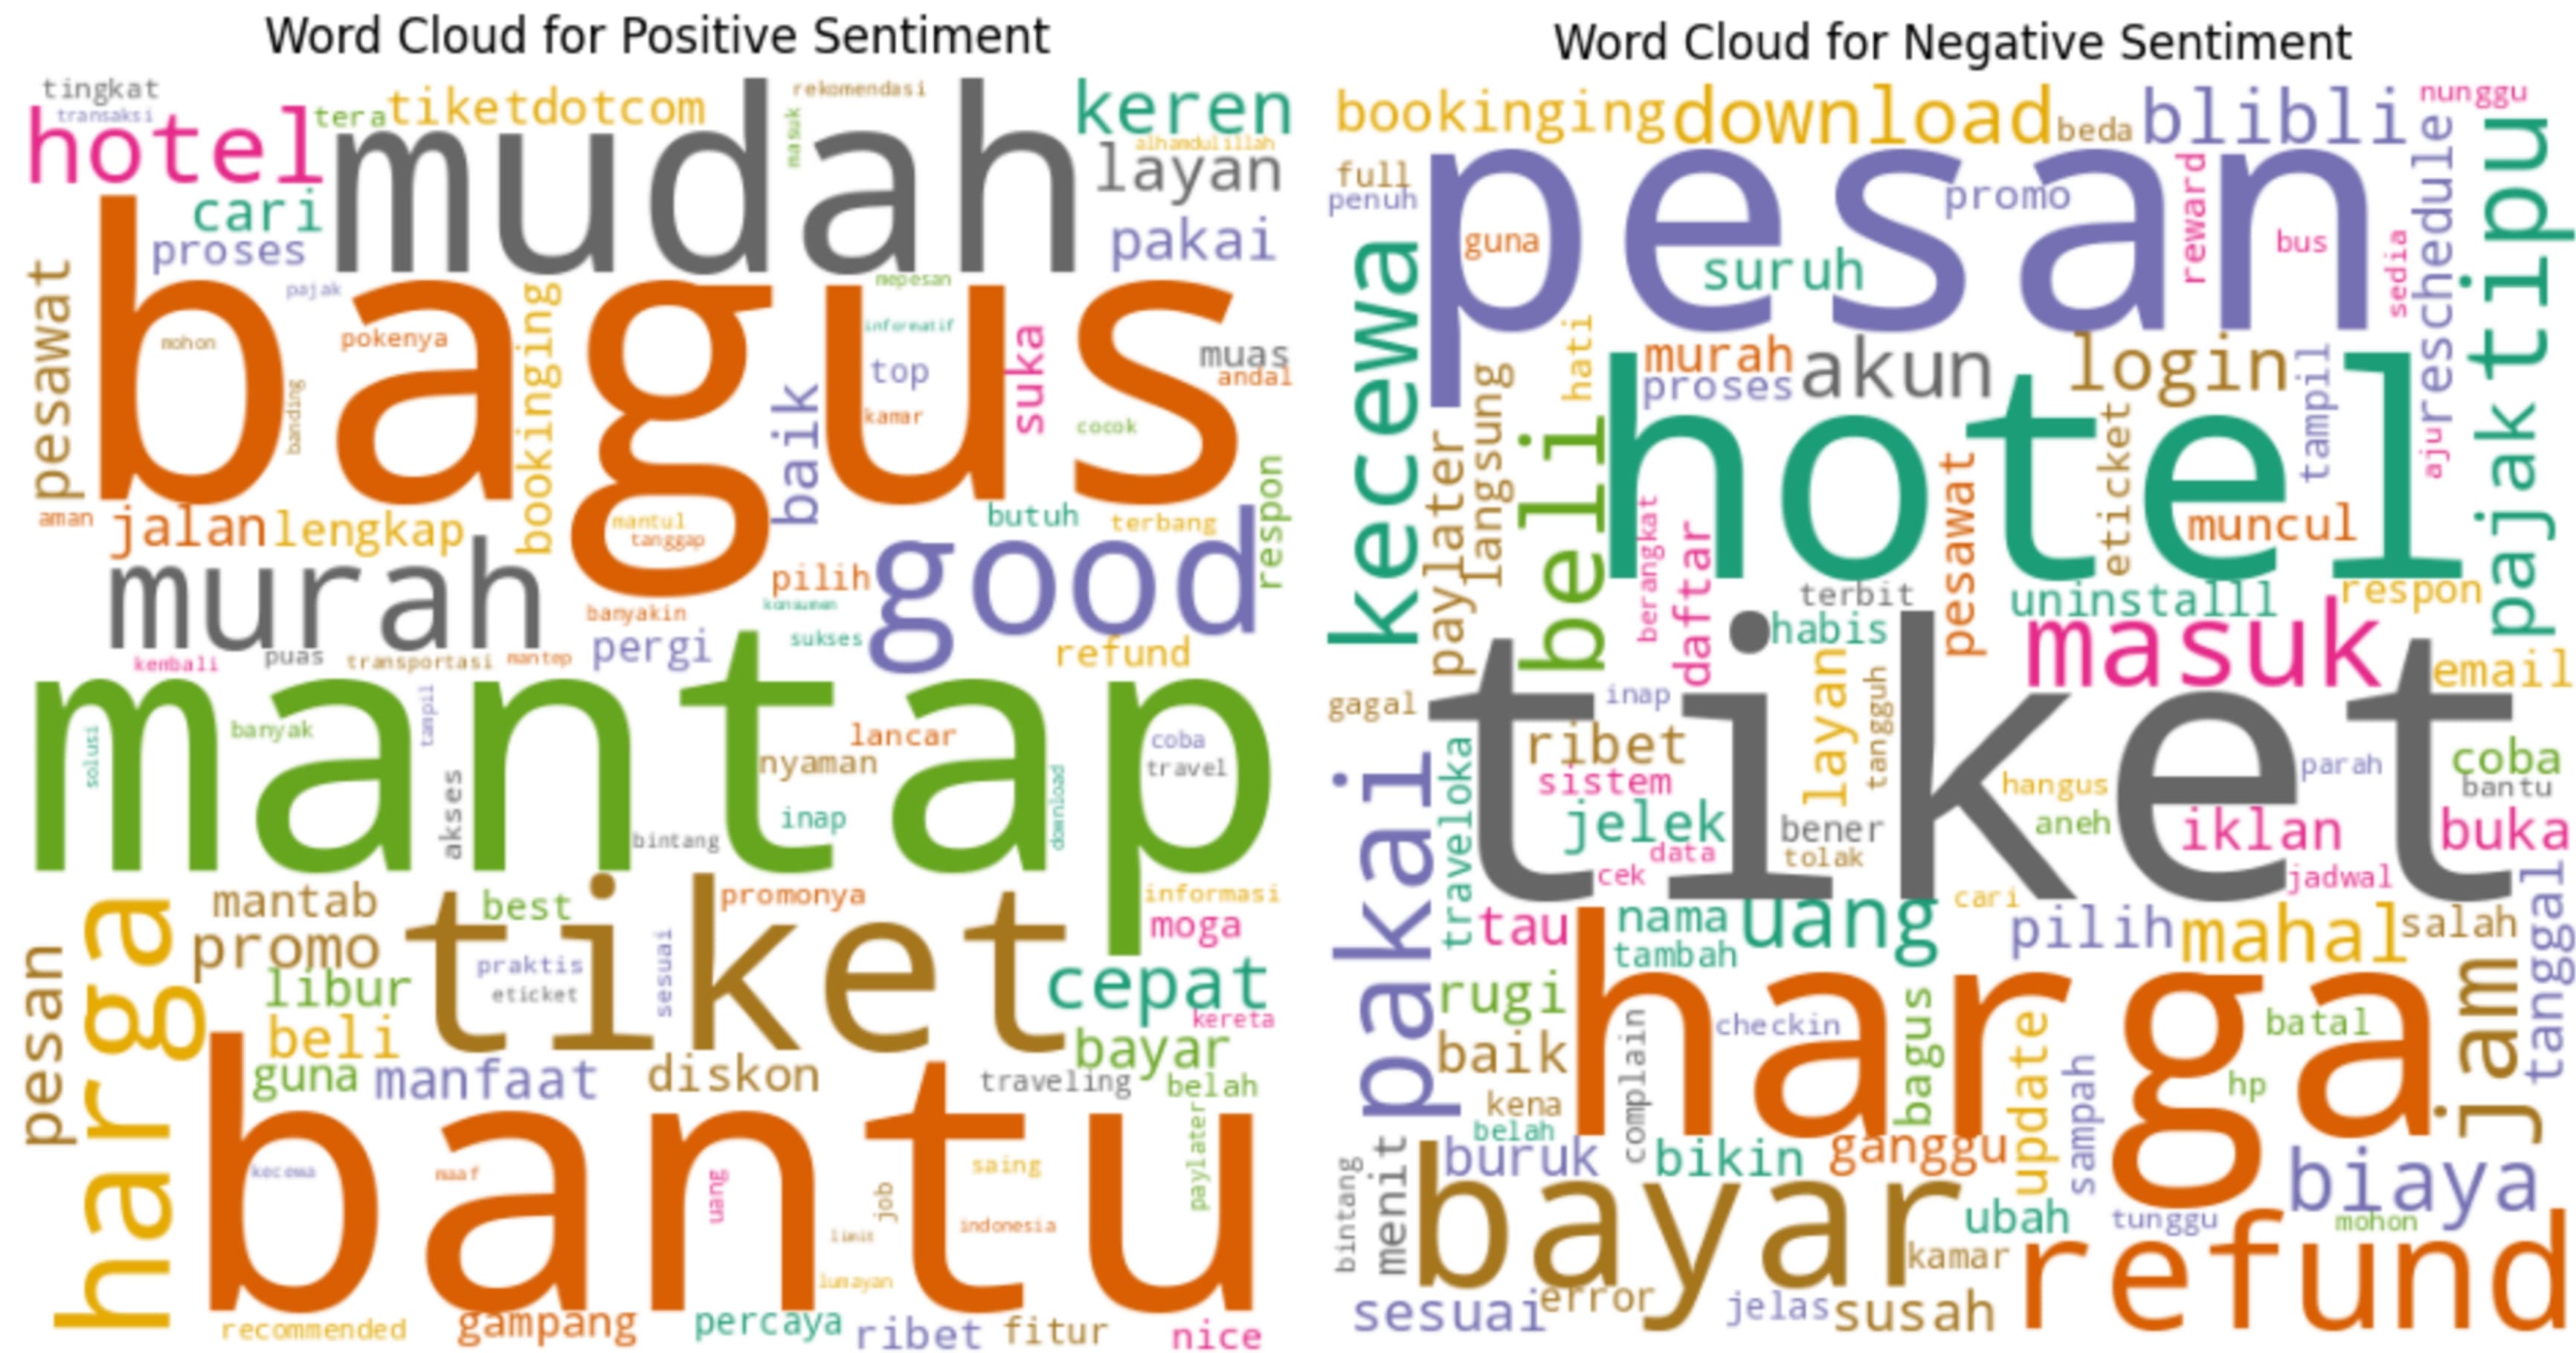 Word Cloud for Positive Sentiment
tingkat
transaksi
hotel
tera
tiketdotcom
mudah
rekomendasi
masuk
keren
alhamdulillah
layan
cari
proses
pakai
pesawat
bagus
pajak
mohon
pokenya
banding
bookinging
mepesan
informatif
top
kamar
baik
suka
muas
andal
cocok
respon
aman
jalan
lengkap
mantul
tanggap
butuh
terbang
murah
pilih
good
banyakin
konsumen
sukses
pergi
refund
kembali
puas
transportasi
mantep
mantap
solusi
banyak
tampil
akses
lancar
nyaman
inap
bintang
download
coba
travel
harga
mantab
best
promonya
informasi
moga
promo
tiket
pesan
libur
praktis
eticket
sesuai
cepat
kereta
beli
bayar
guna
manfaat
diskon
traveling
belah
bantu
kecewa
maaf
uang
job
saing
indonesia
limit
lumayan
paylater
recommended
gampang
percaya
ribet
fitur
nice
Word Cloud for Negative Sentiment
bookinging
download
beda
blibli
nunggu
full
penuh
pesan
guna
suruh
promo
reward
bus
sedia
reschedule
tipu
kecewa
hati
murah
proses
akun
login
tampil
aju
pajak
paylater
langsung
beli
hotel
berangkat
daftar
pesawat
eticket
muncul
terbit
uninstalll
respon
habis
masuk
email
gagal
tiket
inap
layan
tangguh
ribet
sistem
jelek
data
cek
bener
tolak
hangus
aneh
parah
coba
bantu
iklan
buka
jadwal
pakai
traveloka
tau
nama
tambah
uang
cari
pilih
mahal
salah
tanggal
rugi
harga
checkin
complain
bagus
update
batal
hp
jam
baik
kena
belah
sampah
buruk
bikin
ganggu
biaya
bintang
menit
bayar
ubah
tunggu
mohon
kamar
refund
sesuai
error
jelas
susah